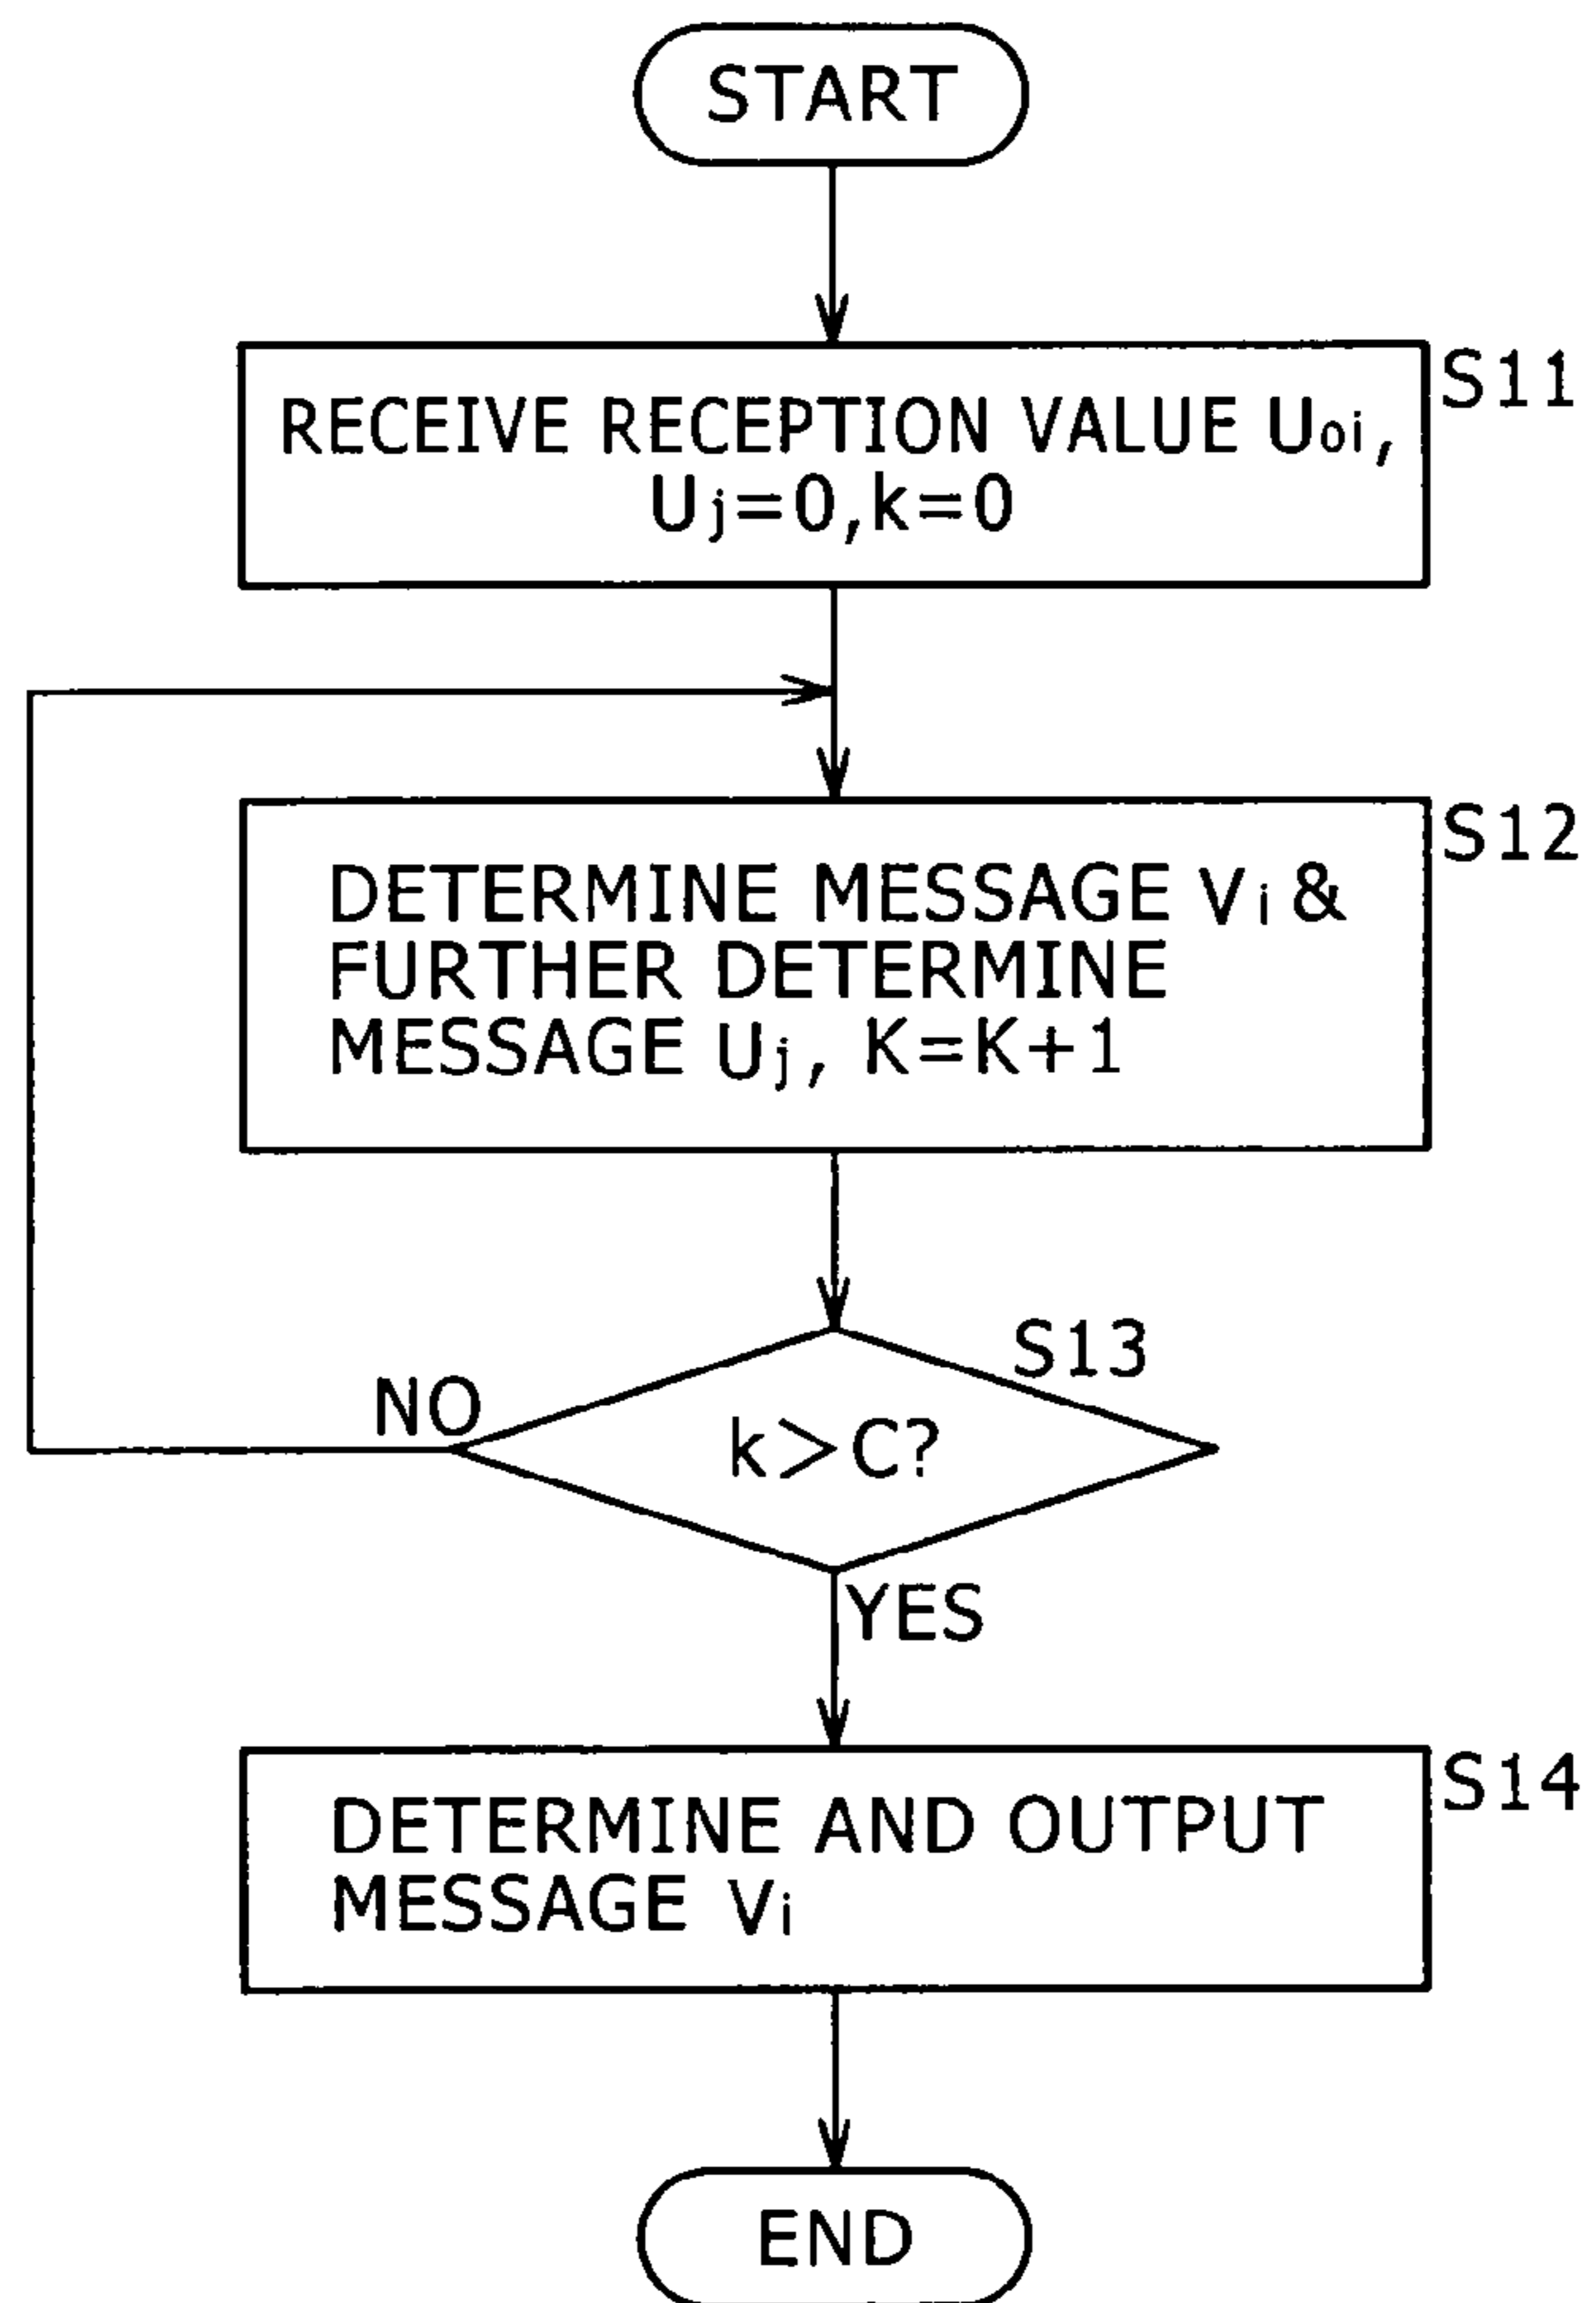 START
S11
RECEIVE RECEPTION VALUE Uoi,
Uj=0,k=0
S12
DETERMINE MESSAGE Vi &
FURTHER DETERMINE
MESSAGE Uj, K=K+1
S13
NO
k>C?
YES
S14
DETERMINE AND OUTPUT
MESSAGE Vi
END